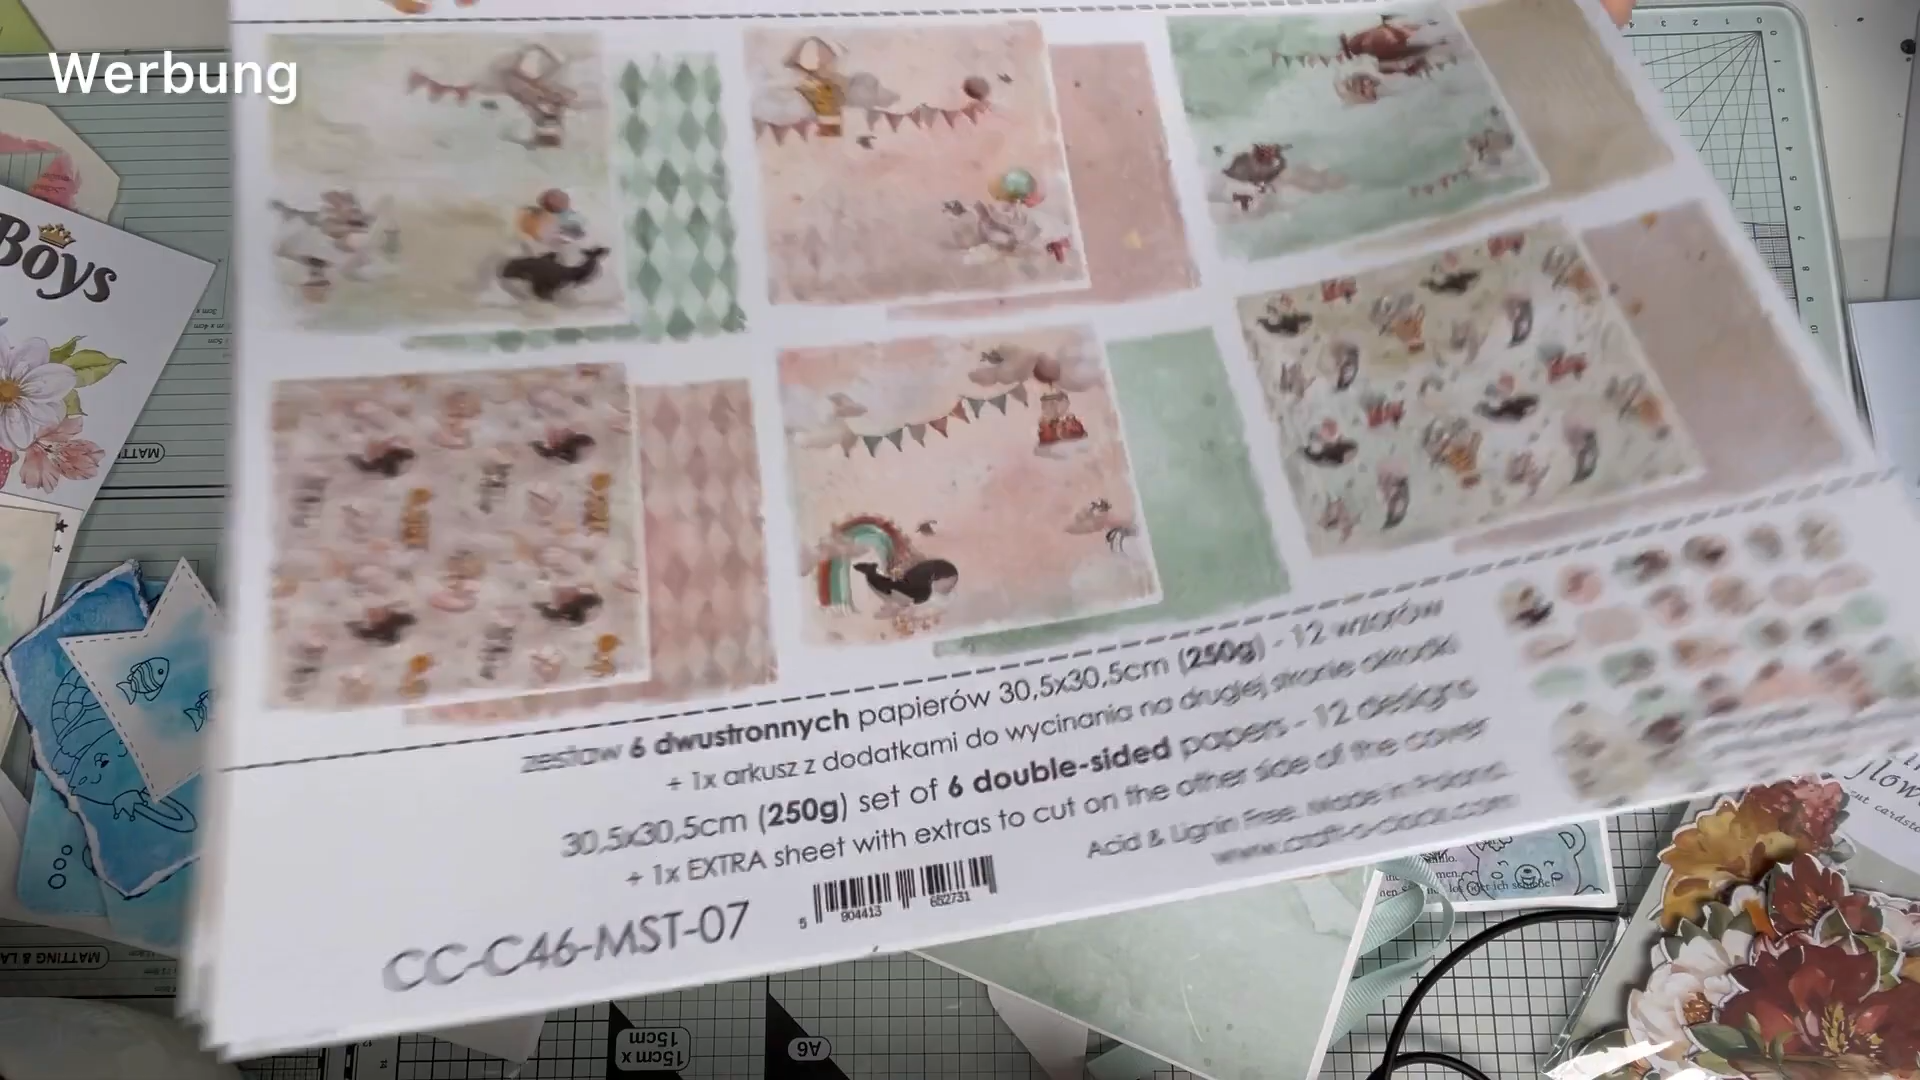 Werbung
Boys
zestaw 6 dwustronnych papierów 30,5x30,5cm (250g) - 12 wzorów
+ 1x arkusz z dodatkami do wycinania na drugiej stronie okładki
30,5x30,5cm (250g) set of 6 double-sided papers - 12 designs
+ 1x EXTRA sheet with extras to cut on the other side of the cover
Acid & Lignin Free. Made in Poland.
www.craft-o-clock.com
5 904413 652731
CC-C46-MST-07
MATTING & LA
15cm x
15cm
A6